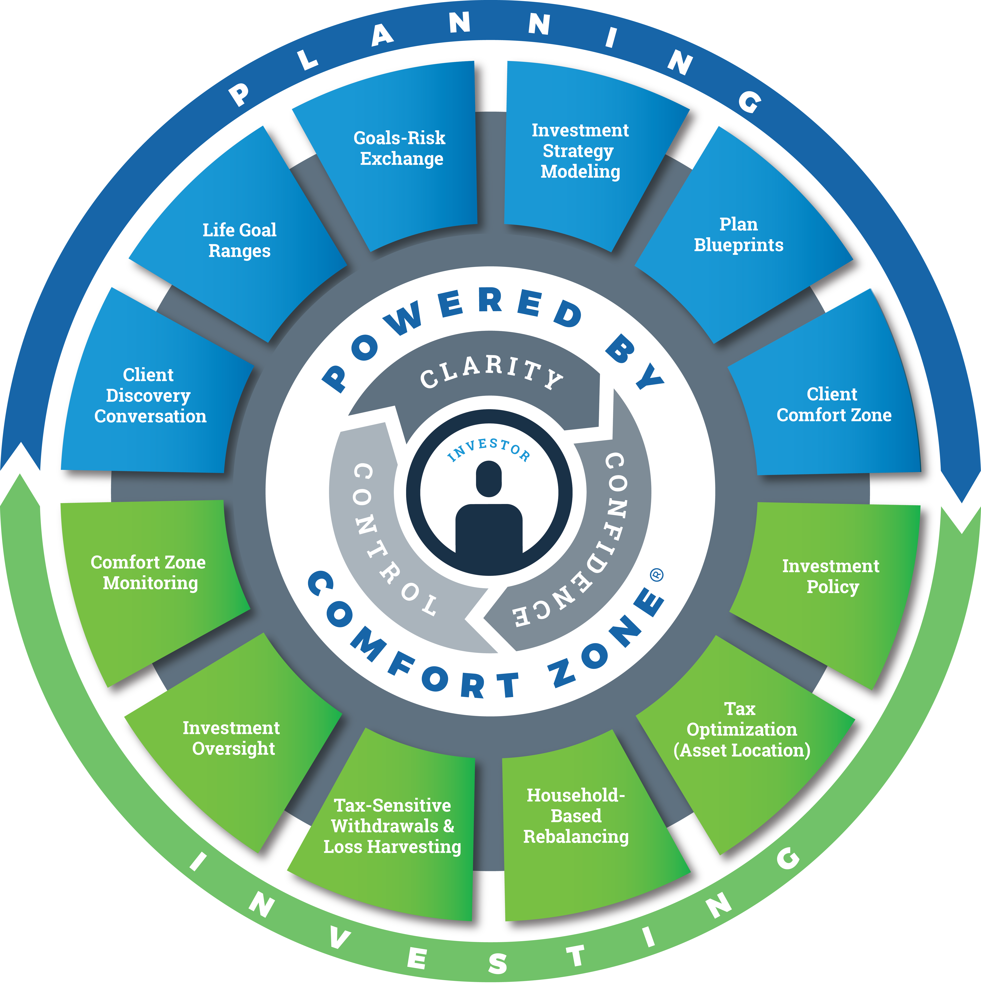 PLANNING
Goals-Risk
Exchange
Investment
Strategy
Modeling
Life Goal
Ranges
Plan
Blueprints
Client
Discovery
Conversation
Client
Comfort Zone
POWERED BY
CLARITY
CONFIDENCE
CONTROL
INVESTOR
COMFORT ZONE®
Comfort Zone
Monitoring
Investment
Policy
Investment
Oversight
Tax
Optimization
(Asset Location)
Tax-Sensitive
Withdrawals &
Loss Harvesting
Household-
Based
Rebalancing
INVESTING